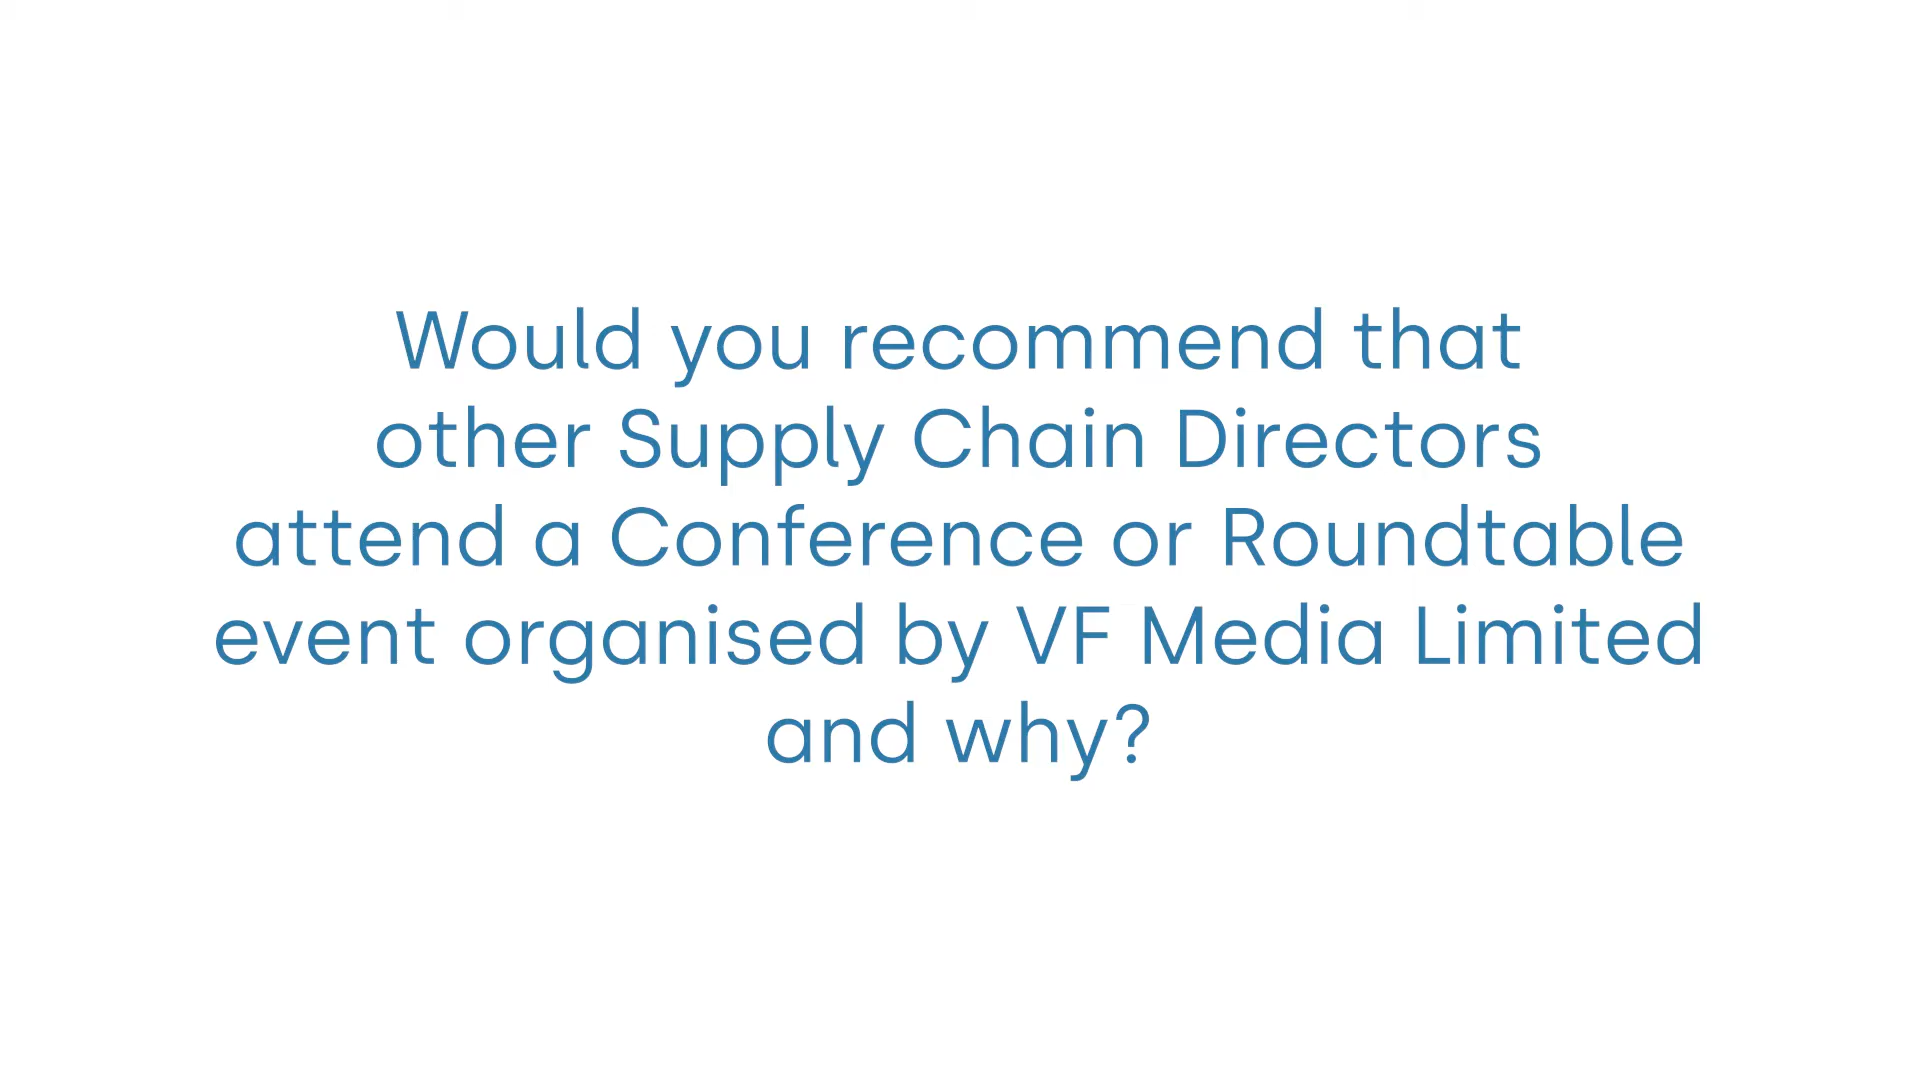 Would you recommend that
other Supply Chain Directors
attend a Conference or Roundtable
event organised by VF Media Limited
and why?